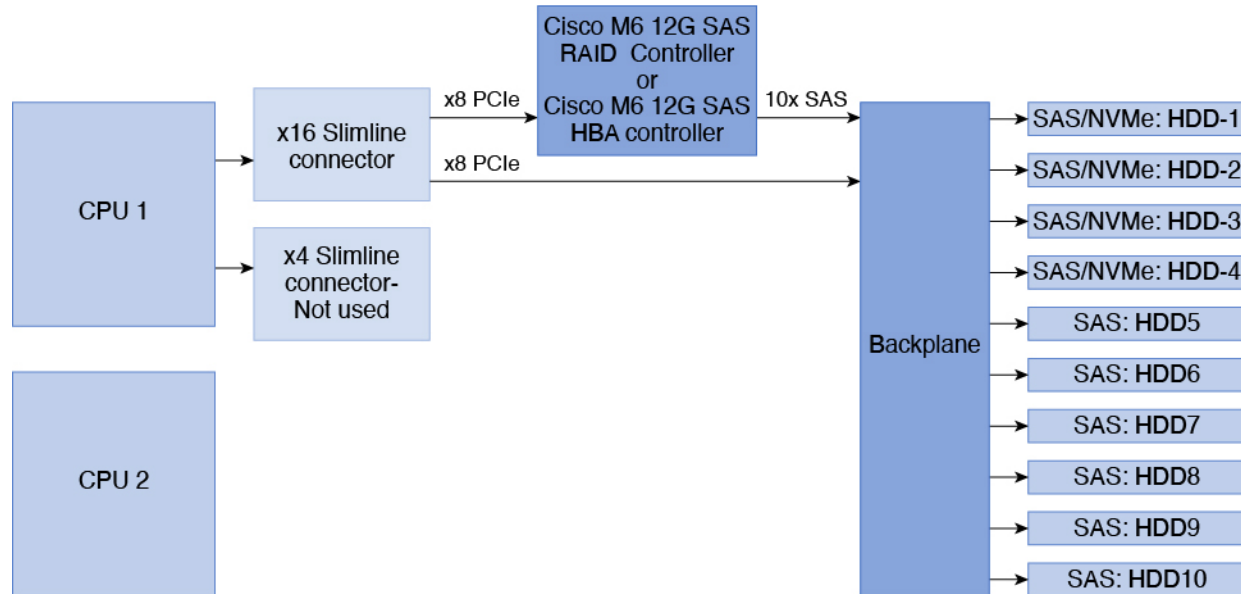 Cisco M6 12G SAS
RAID Controller
or
Cisco M6 12G SAS
HBA controller
x8 PCIe
10x SAS
x16 Slimline
connector
x8 PCIe
CPU 1
x4 Slimline
connector-
Not used
CPU 2
Backplane
SAS/NVMe: HDD-1
SAS/NVMe: HDD-2
SAS/NVMe: HDD-3
SAS/NVMe: HDD-4
SAS: HDD5
SAS: HDD6
SAS: HDD7
SAS: HDD8
SAS: HDD9
SAS: HDD10